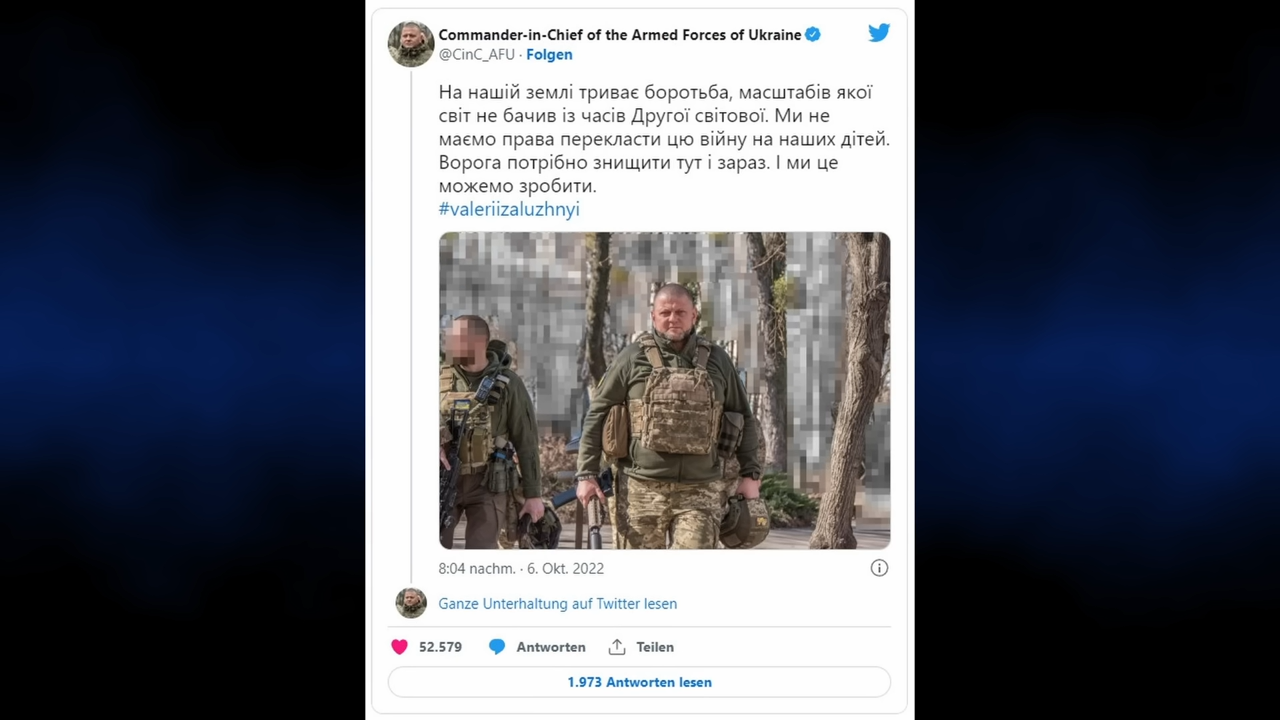 Commander-in-Chief of the Armed Forces of Ukraine
@CinC_AFU · Folgen
На нашій землі триває боротьба, масштабів якої
світ не бачив із часів Другої світової. Ми не
маємо права перекласти цю війну на наших дітей.
Ворога потрібно знищити тут і зараз. І ми це
можемо зробити.
#valeriizaluzhnyi
8:04 nachm. · 6. Okt. 2022
Ganze Unterhaltung auf Twitter lesen
52.579 Antworten Teilen
1.973 Antworten lesen